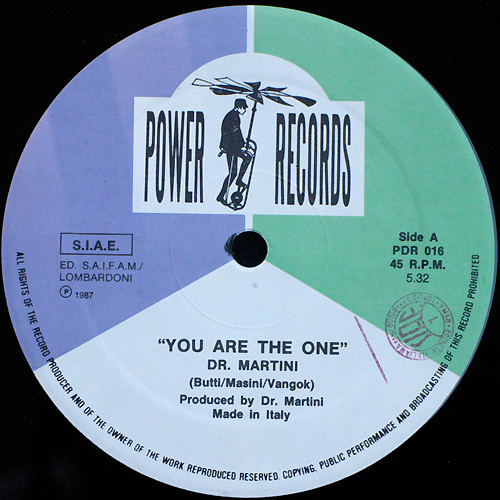 POWER RECORDS
S.I.A.E.
ED. S.A.I.F.A.M./
LOMBARDONI
Ⓟ 1987
Side A
PDR 016
45 R.P.M.
5.32
"YOU ARE THE ONE"
DR. MARTINI
(Butti/Masini/Vangok)
Produced by Dr. Martini
Made in Italy
ALL RIGHTS OF THE RECORD PRODUCER AND OF THE OWNER OF THE WORK REPRODUCED RESERVED. COPYING, PUBLIC PERFORMANCE AND BROADCASTING OF THIS RECORD PROHIBITED